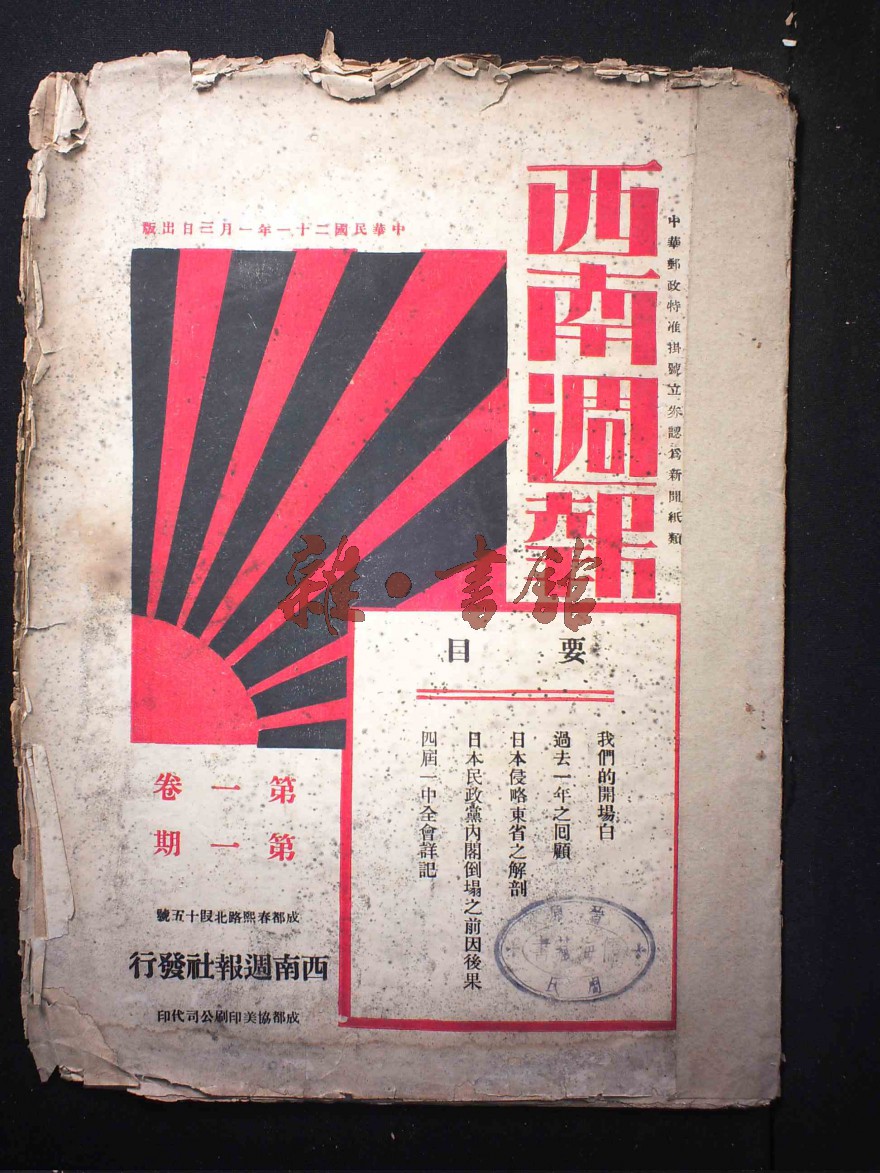 西南週報
中華郵政特准掛號立券認爲新聞紙類
中華民國二十一年一月三日出版
要目
我們的開場白
過去一年之回顧
日本侵略東省之解剖
日本民政黨內閣倒塌之前因後果
四屆一中全會詳記
第一卷
第一期
成都春熙路北段十五號
西南週報社發行
成都協美印刷公司代印
雜·書館